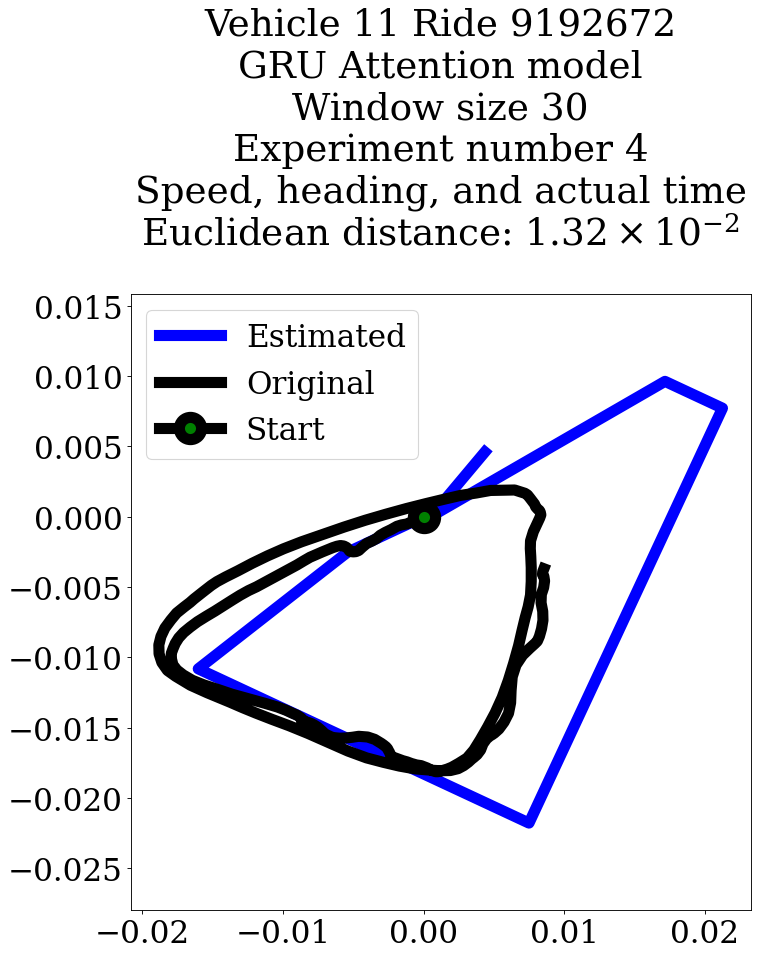 Vehicle 11 Ride 9192672
GRU Attention model
Window size 30
Experiment number 4
Speed, heading, and actual time
Euclidean distance: 1.32 × 10⁻²
Estimated
Original
Start
0.015
0.010
0.005
0.000
−0.005
−0.010
−0.015
−0.020
−0.025
−0.02 −0.01 0.00 0.01 0.02